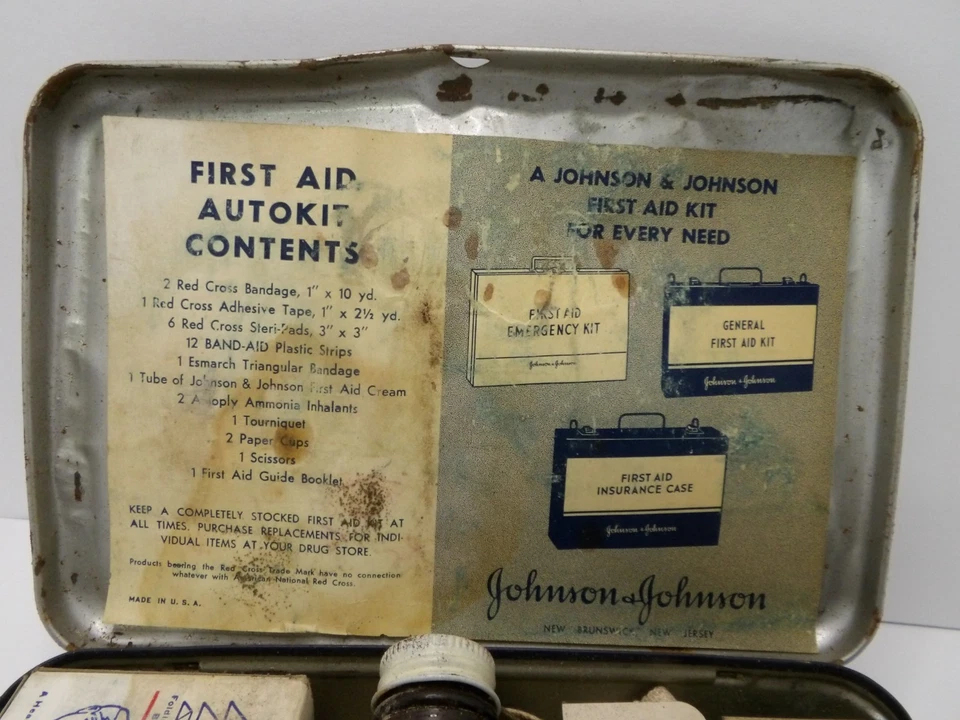 FIRST AID
AUTOKIT
CONTENTS
2 Red Cross Bandage, 1" x 10 yd.
1 Red Cross Adhesive Tape, 1" x 2½ yd.
6 Red Cross Steri-Pads, 3" x 3"
12 BAND-AID Plastic Strips
1 Esmarch Triangular Bandage
1 Tube of Johnson & Johnson First Aid Cream
2 Ammonia Inhalants
1 Tourniquet
2 Paper Cups
1 Scissors
1 First Aid Guide Booklet
KEEP A COMPLETELY STOCKED FIRST AID KIT AT
ALL TIMES. PURCHASE REPLACEMENTS FOR INDI-
VIDUAL ITEMS AT YOUR DRUG STORE.
Products bearing the Red Cross Trade Mark have no connection
whatever with American National Red Cross.
MADE IN U. S. A.
A JOHNSON & JOHNSON
FIRST AID KIT
FOR EVERY NEED
FIRST AID
EMERGENCY KIT
Johnson & Johnson
GENERAL
FIRST AID KIT
Johnson & Johnson
FIRST AID
INSURANCE CASE
Johnson & Johnson
Johnson & Johnson
NEW BRUNSWICK, NEW JERSEY